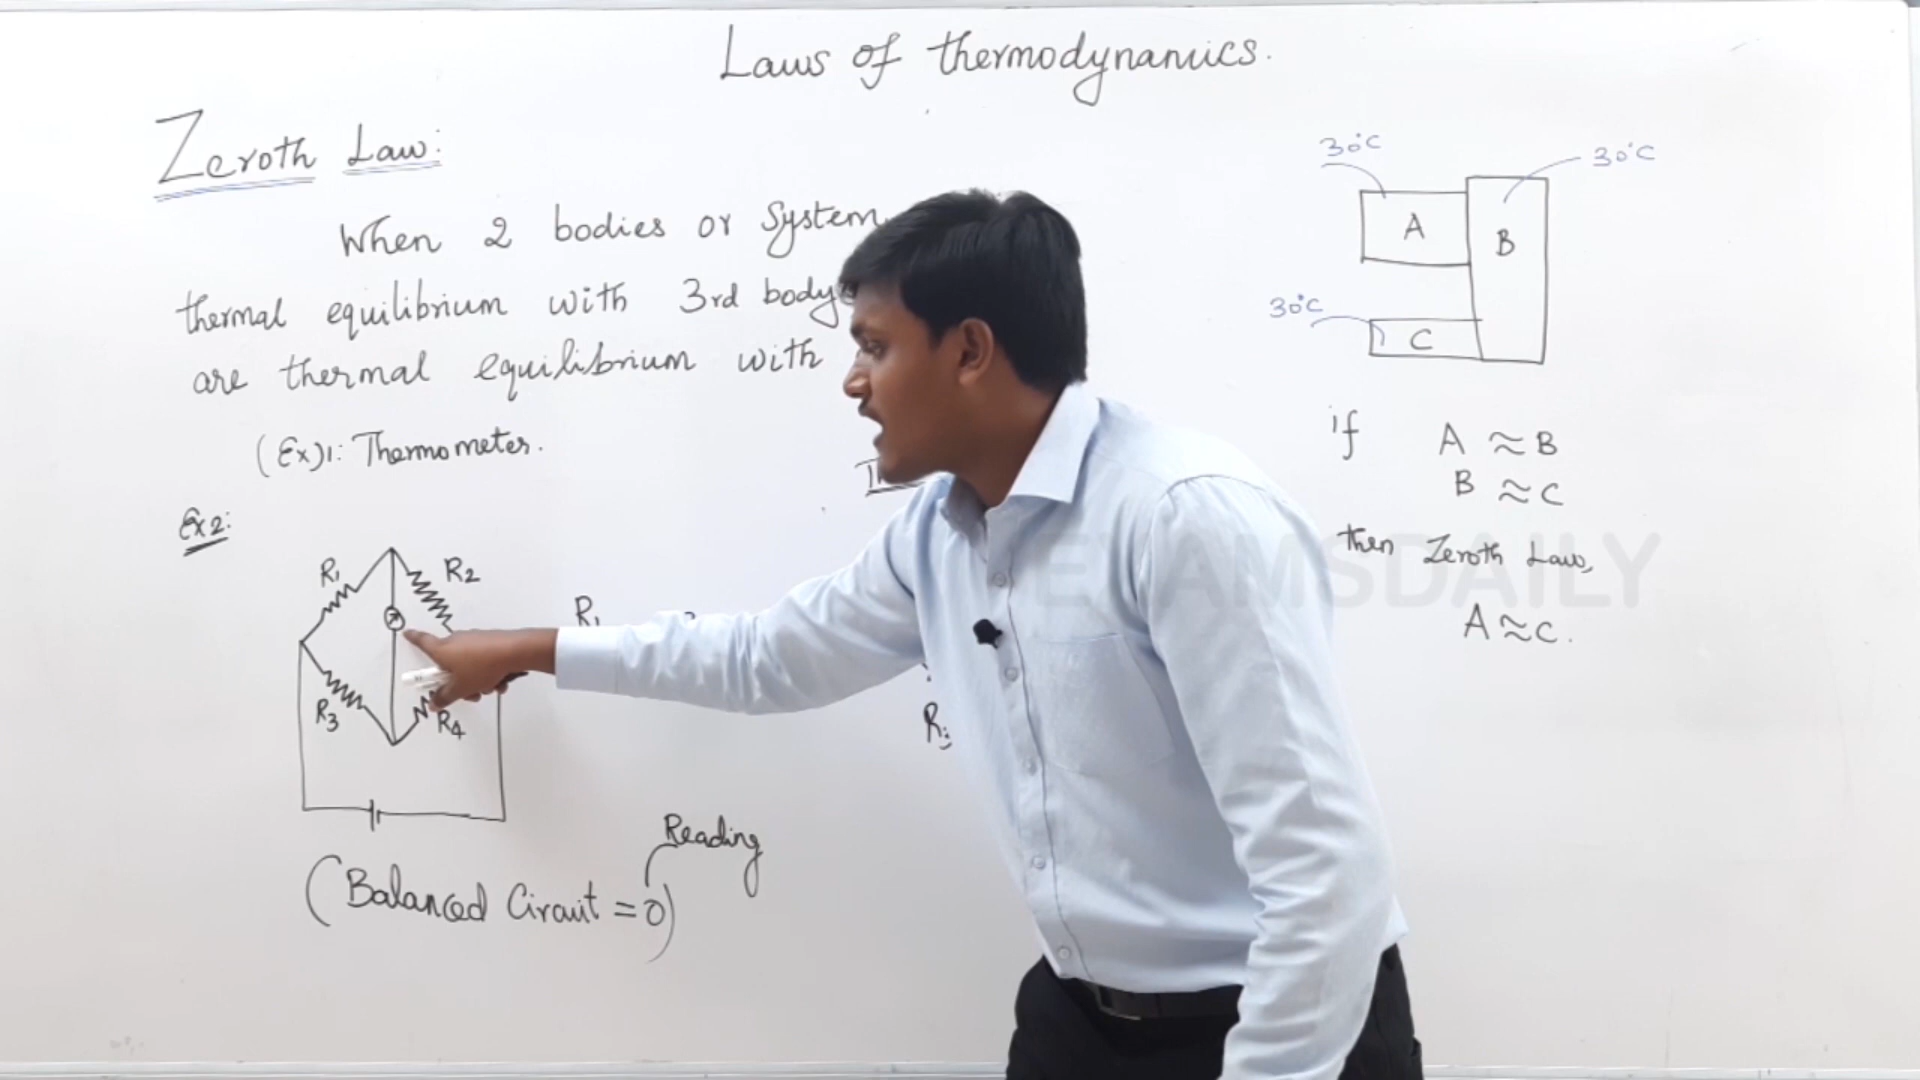 Laws of thermodynamics.
Zeroth Law:
When 2 bodies or System
thermal equilibrium with 3rd body
are thermal equilibrium with
(Ex)1: Thermometer.
Ex2:
R1
R2
R3
R4
R1
R
(Balanced Circuit = 0)
Reading
30°C
30°C
A
B
30°C
C
if A ≈ B
B ≈ C
then Zeroth Law,
A ≈ C.
EXAMSDAILY